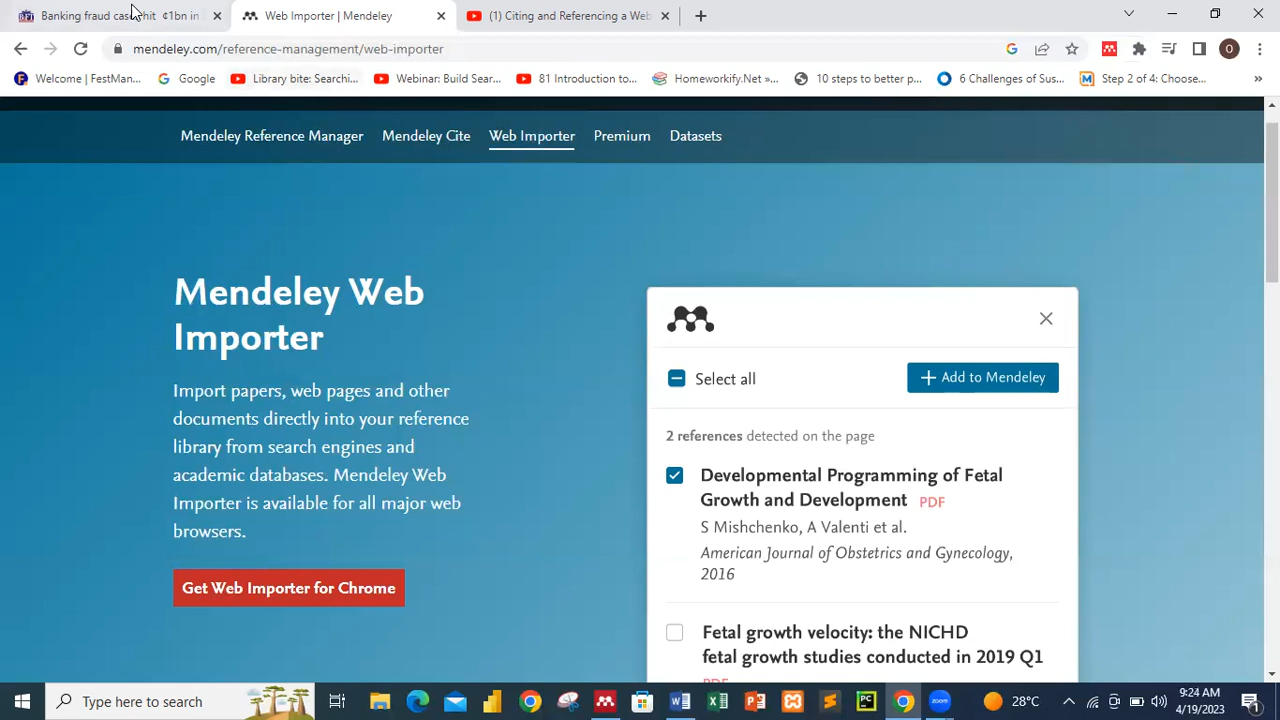 Banking fraud cases hit ¢1bn in
Web Importer | Mendeley
(1) Citing and Referencing a Web
mendeley.com/reference-management/web-importer
O
Welcome | FestMan...
Google
Library bite: Searchi...
Webinar: Build Sear...
81 Introduction to...
Homeworkify.Net »...
10 steps to better p...
6 Challenges of Sus...
Step 2 of 4: Choose...
»
Mendeley Reference Manager
Mendeley Cite
Web Importer
Premium
Datasets
Mendeley Web
Importer
Import papers, web pages and other
documents directly into your reference
library from search engines and
academic databases. Mendeley Web
Importer is available for all major web
browsers.
Get Web Importer for Chrome
Select all
+ Add to Mendeley
2 references detected on the page
Developmental Programming of Fetal
Growth and Development PDF
S Mishchenko, A Valenti et al.
American Journal of Obstetrics and Gynecology,
2016
Fetal growth velocity: the NICHD
fetal growth studies conducted in 2019 Q1
PDF
Type here to search
PC
zoom
28°C
9:24 AM
4/19/2023
1